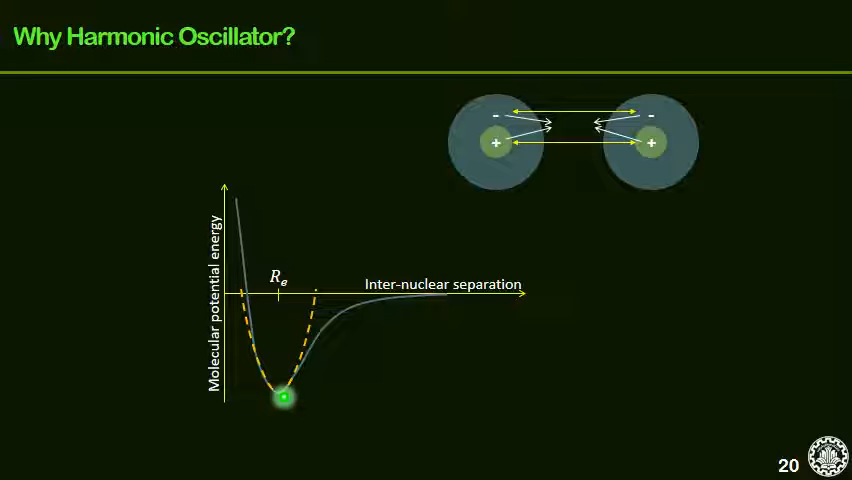 Why Harmonic Oscillator?
- -
+ +
Molecular potential energy
Rₑ
Inter-nuclear separation
20